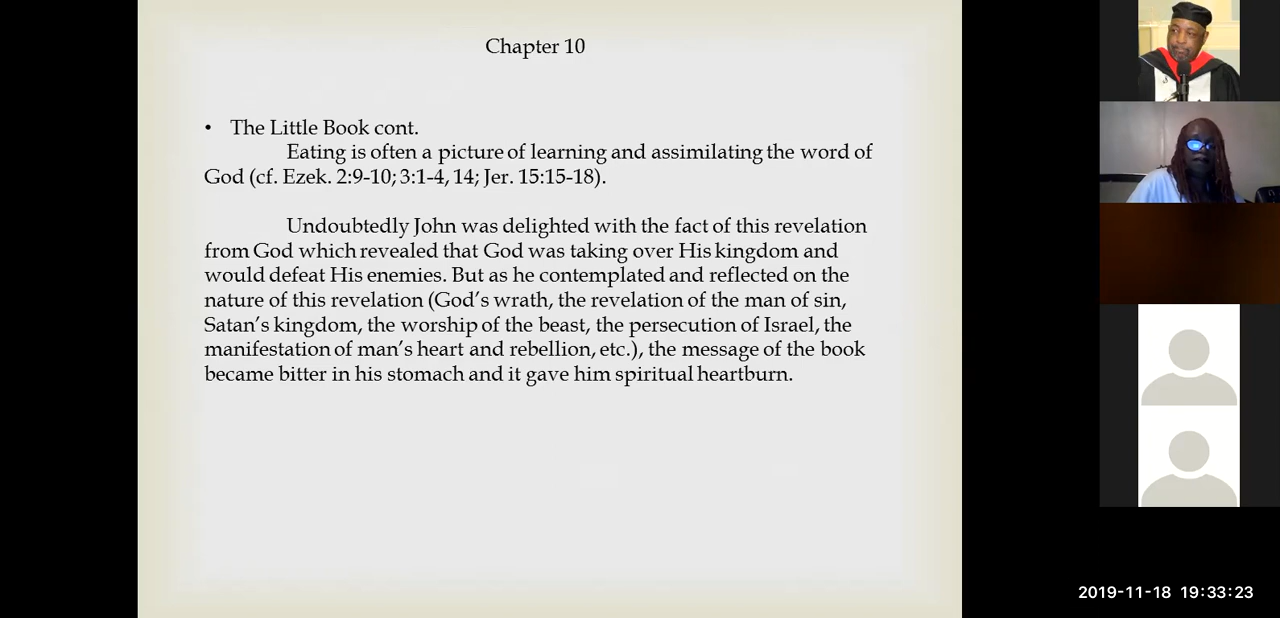 Chapter 10
• The Little Book cont.
Eating is often a picture of learning and assimilating the word of
God (cf. Ezek. 2:9-10; 3:1-4, 14; Jer. 15:15-18).
Undoubtedly John was delighted with the fact of this revelation
from God which revealed that God was taking over His kingdom and
would defeat His enemies. But as he contemplated and reflected on the
nature of this revelation (God’s wrath, the revelation of the man of sin,
Satan’s kingdom, the worship of the beast, the persecution of Israel, the
manifestation of man’s heart and rebellion, etc.), the message of the book
became bitter in his stomach and it gave him spiritual heartburn.
2019-11-18 19:33:23